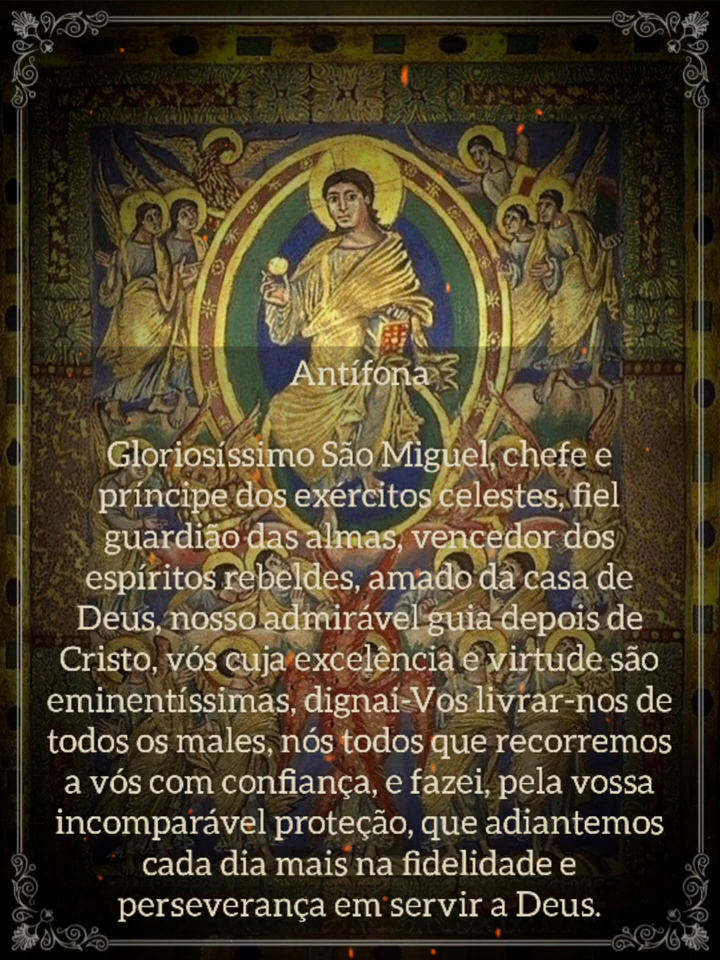 Antífona
Gloriosíssimo São Miguel, chefe e
príncipe dos exércitos celestes, fiel
guardião das almas, vencedor dos
espíritos rebeldes, amado da casa de
Deus, nosso admirável guia depois de
Cristo, vós cuja excelência e virtude são
eminentíssimas, dignaí-Vos livrar-nos de
todos os males, nós todos que recorremos
a vós com confiança, e fazei, pela vossa
incomparável proteção, que adiantemos
cada dia mais na fidelidade e
perseverança em servir a Deus.